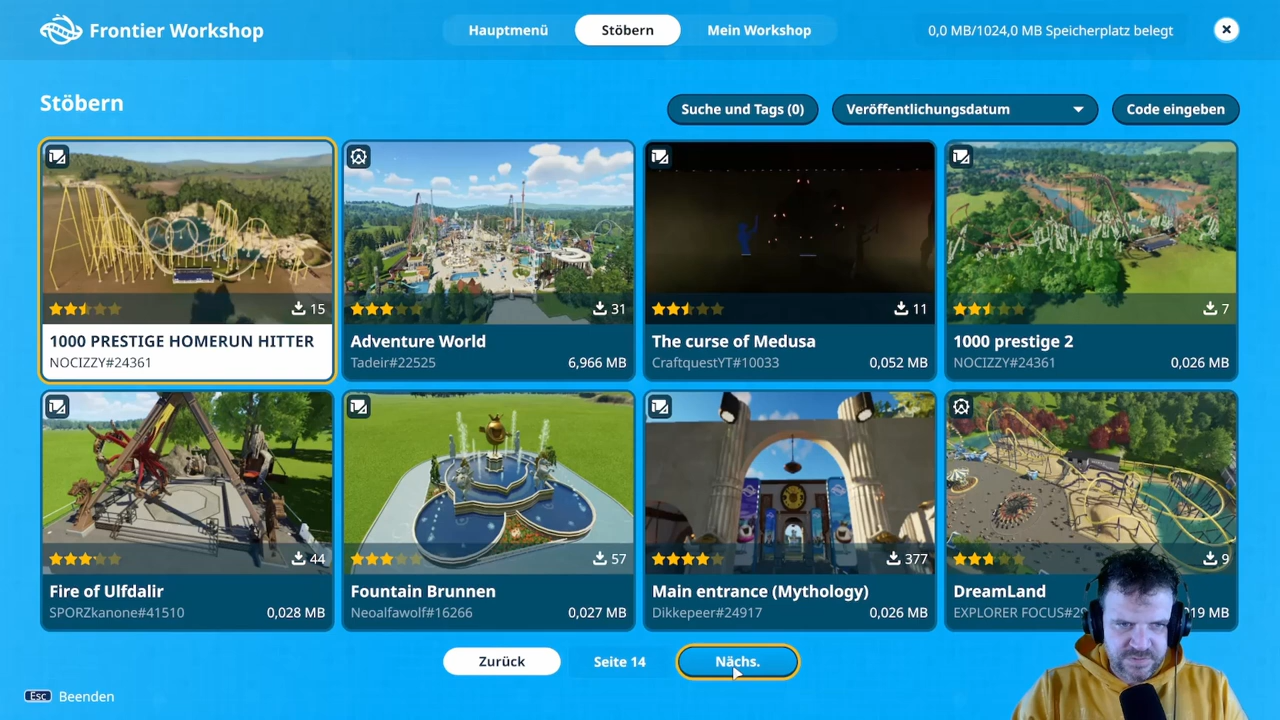 Frontier Workshop
Hauptmenü
Stöbern
Mein Workshop
0,0 MB/1024,0 MB Speicherplatz belegt
Stöbern
Suche und Tags (0)
Veröffentlichungsdatum
Code eingeben
15
31
11
7
1000 PRESTIGE HOMERUN HITTER
NOCIZZY#24361
Adventure World
Tadeir#22525 6,966 MB
The curse of Medusa
CraftquestYT#10033 0,052 MB
1000 prestige 2
NOCIZZY#24361 0,026 MB
44
57
377
9
Fire of Ulfdalir
SPORZkanone#41510 0,028 MB
Fountain Brunnen
Neoalfawolf#16266 0,027 MB
Main entrance (Mythology)
Dikkepeer#24917 0,026 MB
DreamLand
EXPLORER MB
Zurück
Seite 14
Nächs.
Esc Beenden